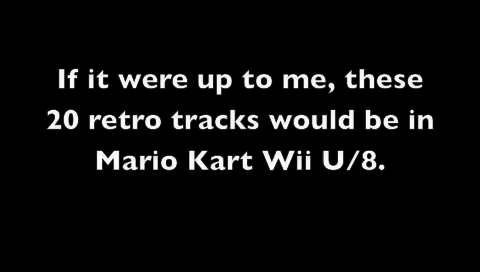 If it were up to me, these
20 retro tracks would be in
Mario Kart Wii U/8.